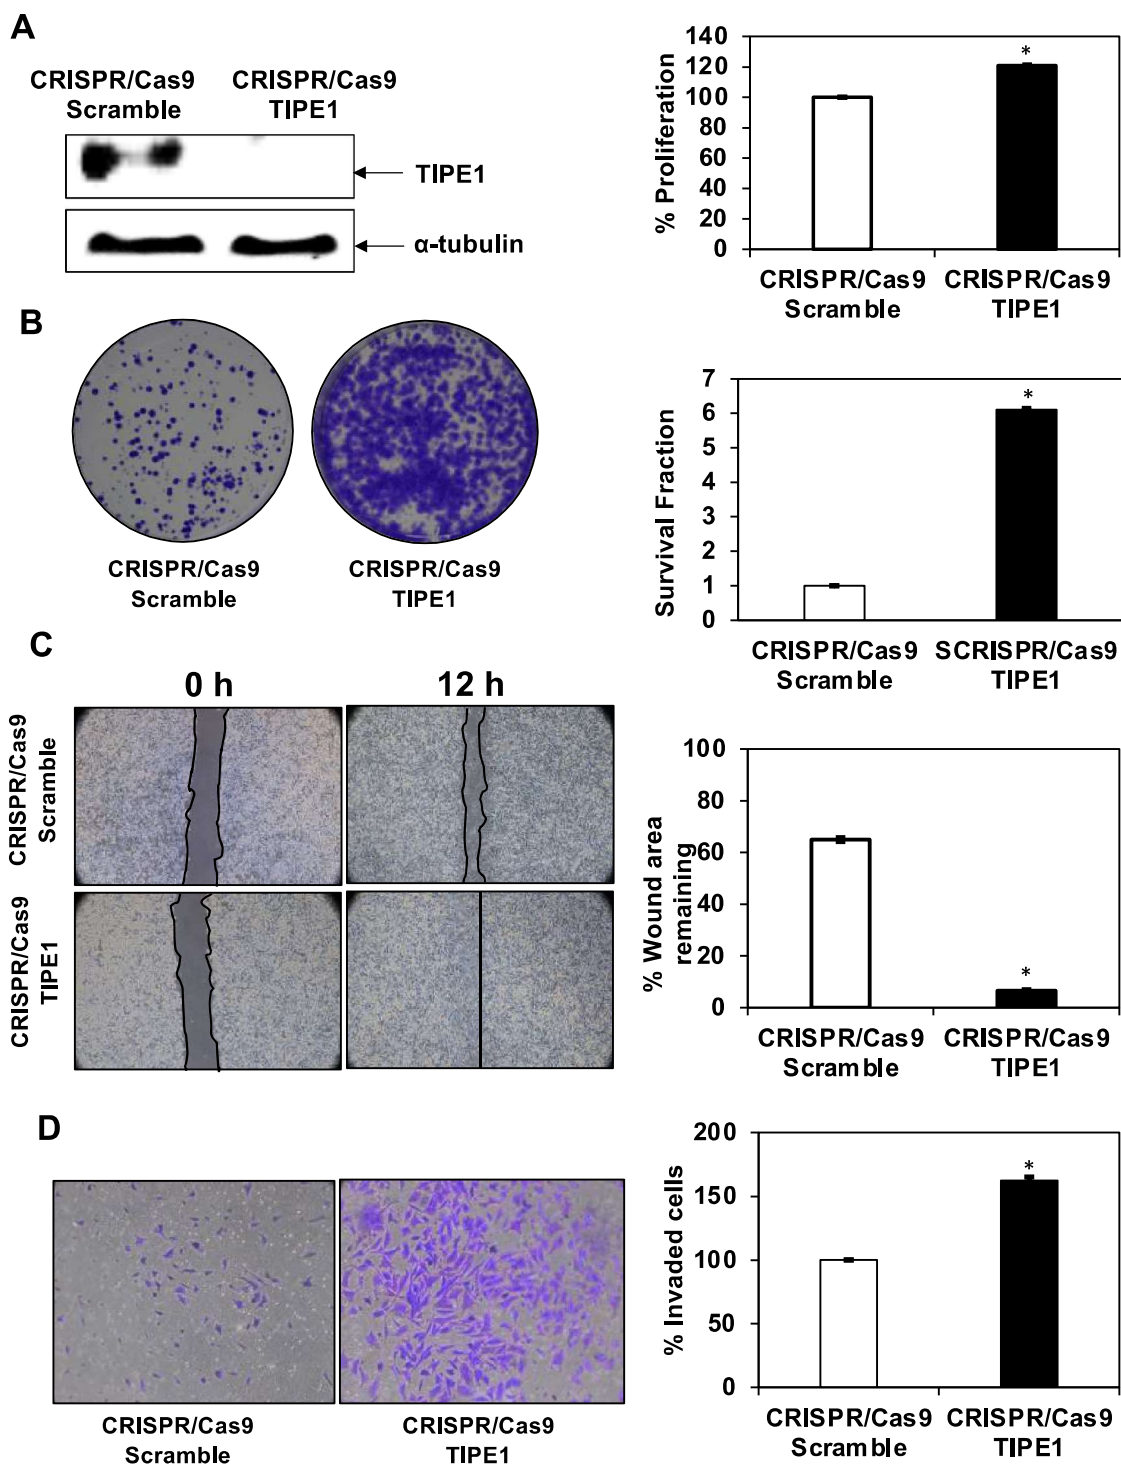 A
CRISPR/Cas9 CRISPR/Cas9
Scramble TIPE1
TIPE1
α-tubulin
% Proliferation
140
120
100
80
60
40
20
0
*
CRISPR/Cas9 CRISPR/Cas9
Scramble TIPE1
B
CRISPR/Cas9 CRISPR/Cas9
Scramble TIPE1
Survival Fraction
7
6
5
4
3
2
1
0
*
CRISPR/Cas9 SCRISPR/Cas9
Scramble TIPE1
C
0 h 12 h
CRISPR/Cas9
Scramble
CRISPR/Cas9
TIPE1
% Wound area
remaining
100
80
60
40
20
0
*
CRISPR/Cas9 CRISPR/Cas9
Scramble TIPE1
D
CRISPR/Cas9 CRISPR/Cas9
Scramble TIPE1
% Invaded cells
200
150
100
50
0
*
CRISPR/Cas9 CRISPR/Cas9
Scramble TIPE1